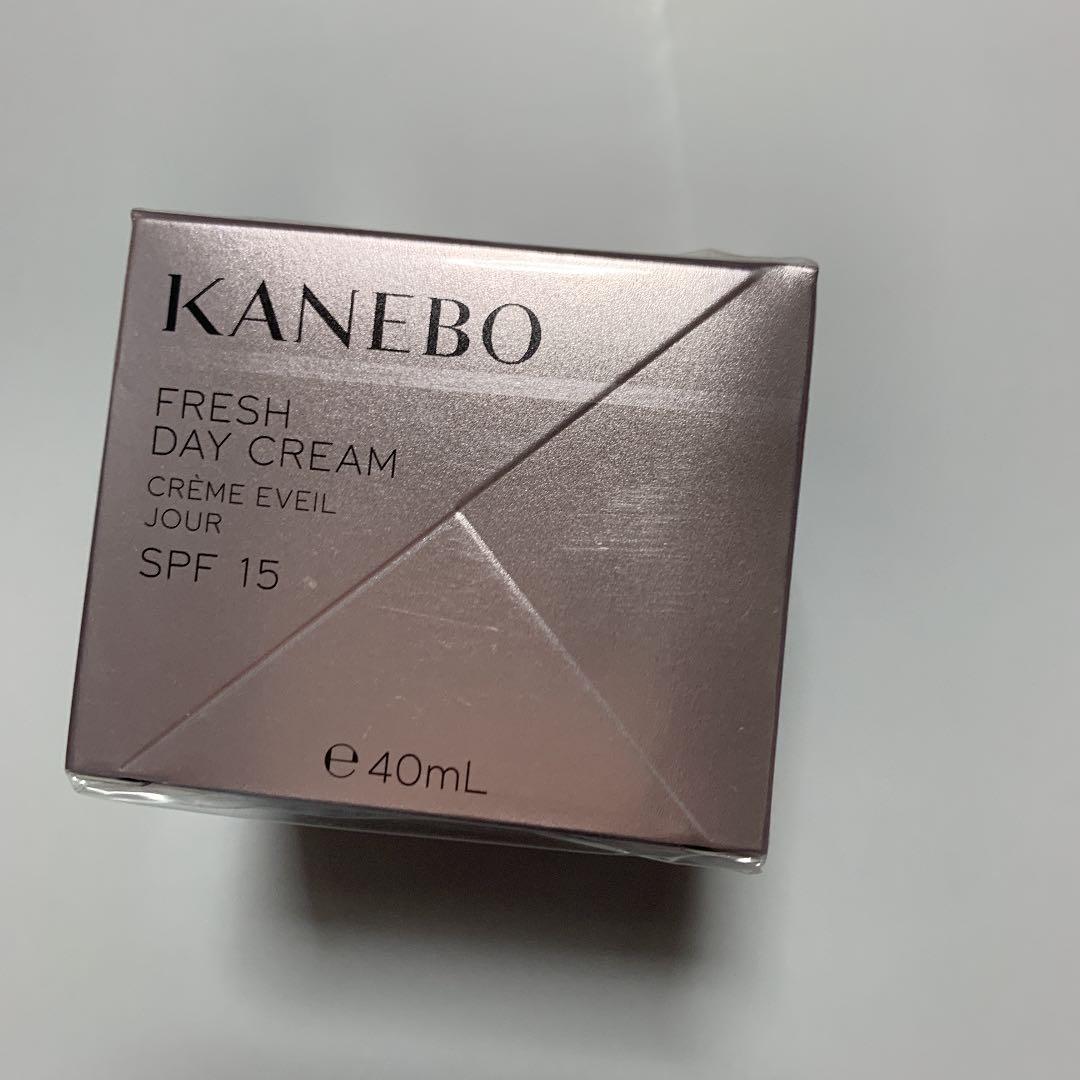 KANEBO
FRESH
DAY CREAM
CRÈME EVEIL
JOUR
SPF 15
℮40mL